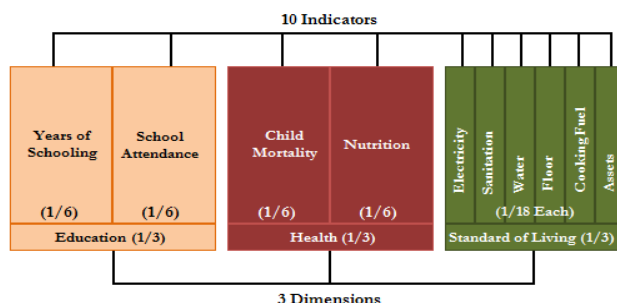 10 Indicators
Years of
Schooling
(1/6)
School
Attendance
(1/6)
Education (1/3)
Child
Mortality
(1/6)
Nutrition
(1/6)
Health (1/3)
Electricity
Sanitation
Water
Floor
Cooking Fuel
Assets
(1/18 Each)
Standard of Living (1/3)
3 Dimensions